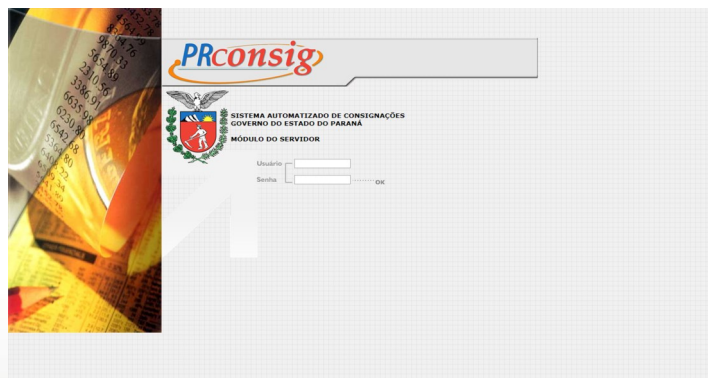 PRconsig
SISTEMA AUTOMATIZADO DE CONSIGNAÇÕES
GOVERNO DO ESTADO DO PARANÁ
MÓDULO DO SERVIDOR
Usuário
Senha
OK